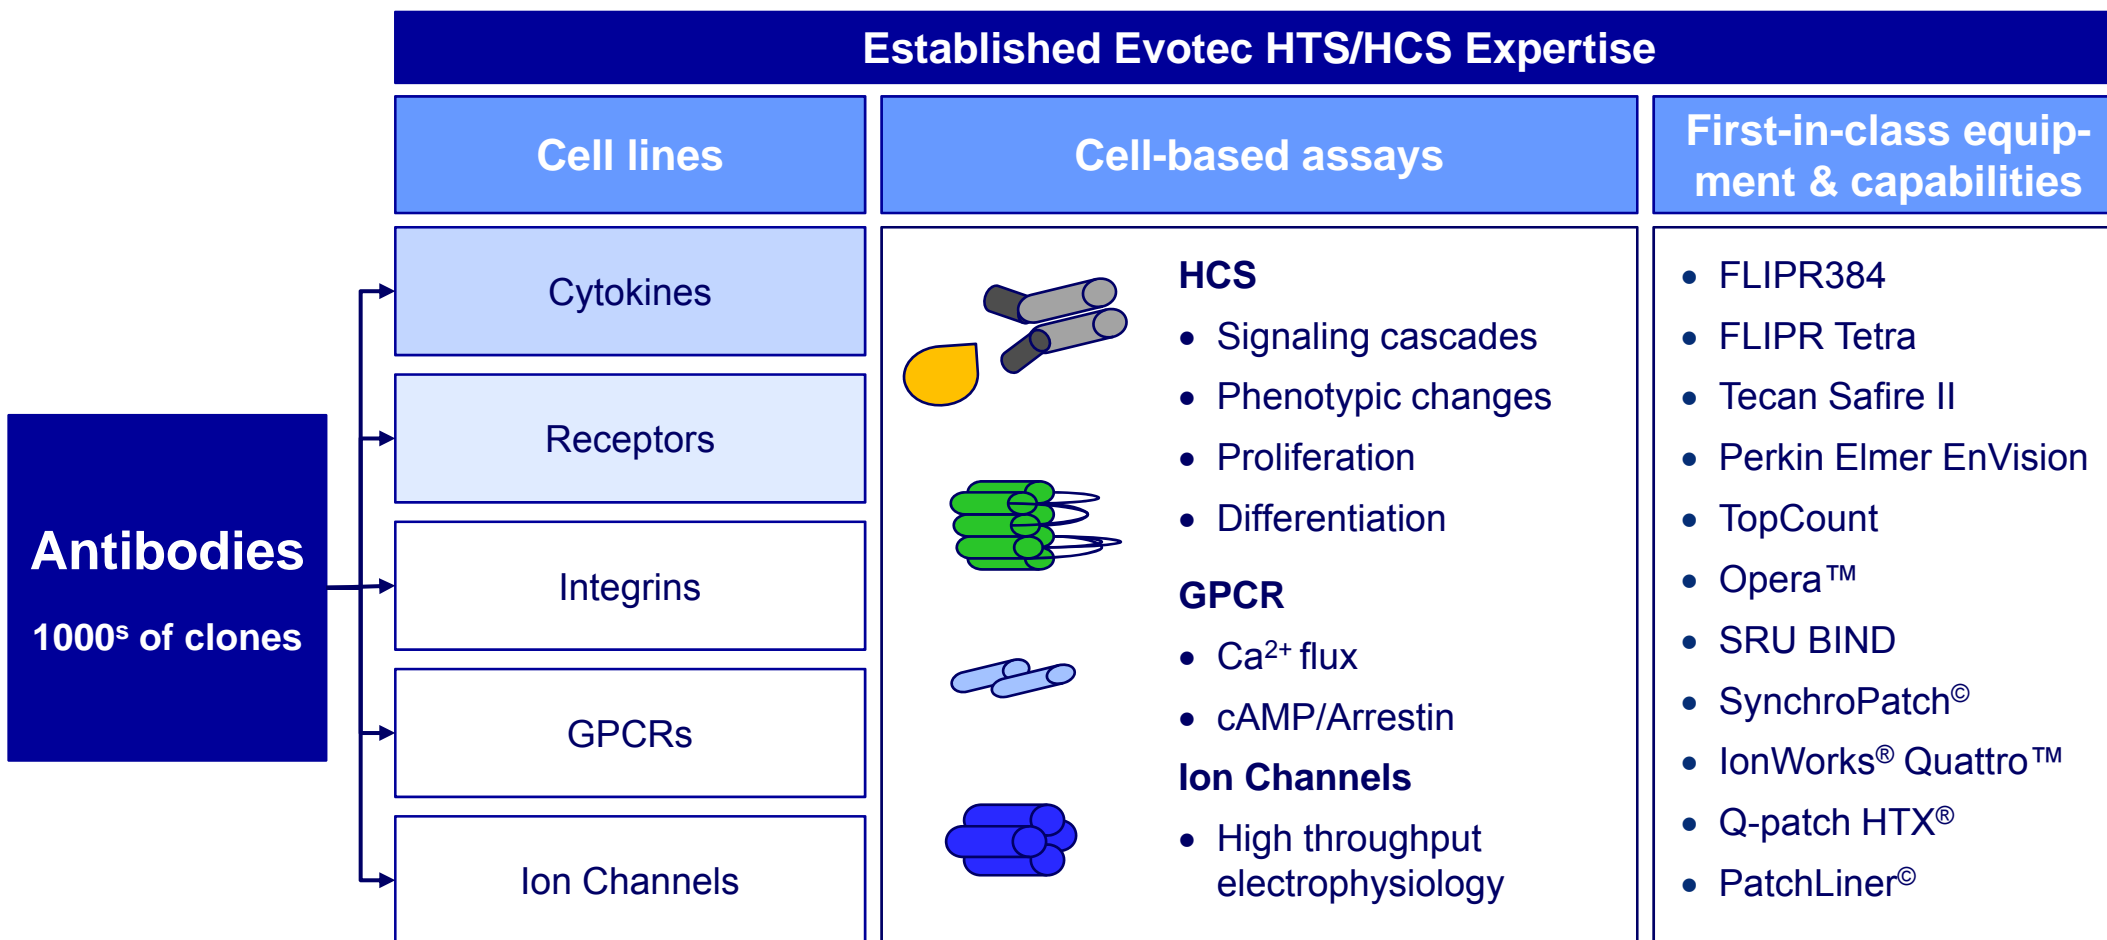 Established Evotec HTS/HCS Expertise
Cell lines
Cell-based assays
First-in-class equip-
ment & capabilities
Antibodies
1000s of clones
Cytokines
Receptors
Integrins
GPCRs
Ion Channels
HCS
• Signaling cascades
• Phenotypic changes
• Proliferation
• Differentiation
GPCR
• Ca²⁺ flux
• cAMP/Arrestin
Ion Channels
• High throughput
electrophysiology
• FLIPR384
• FLIPR Tetra
• Tecan Safire II
• Perkin Elmer EnVision
• TopCount
• Opera™
• SRU BIND
• SynchroPatch©
• IonWorks® Quattro™
• Q-patch HTX®
• PatchLiner©